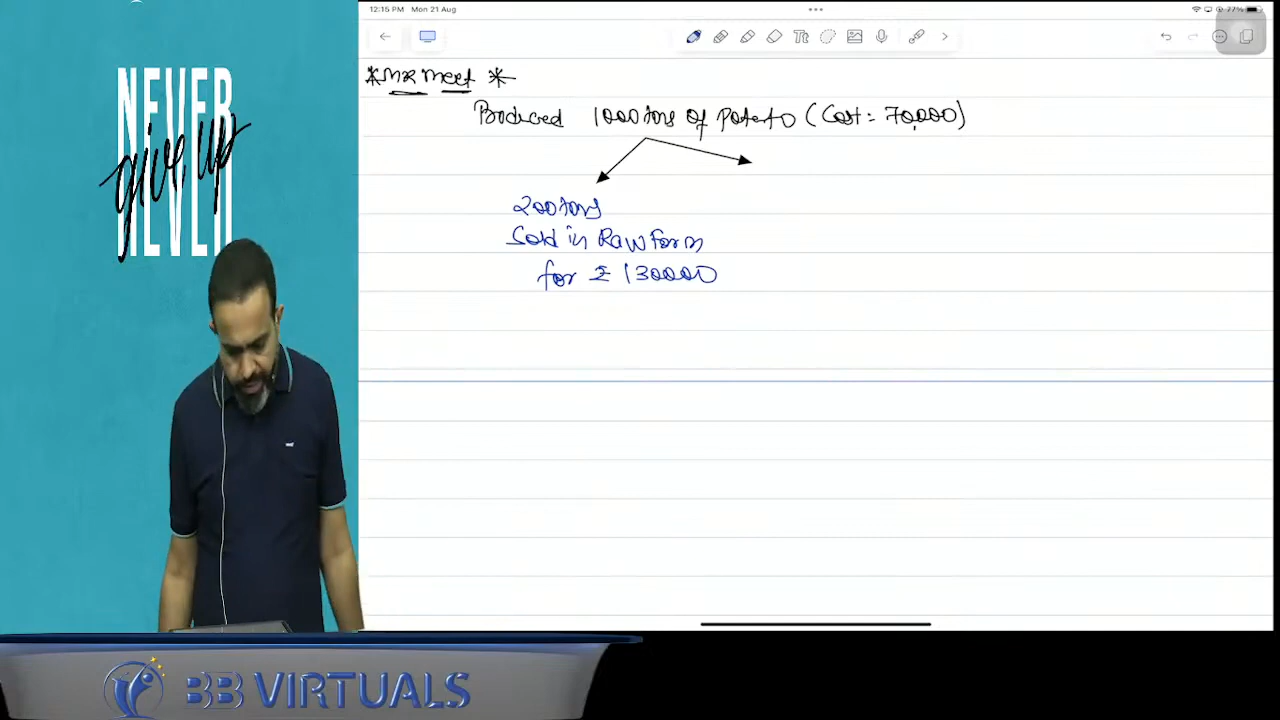 12:15 PM Mon 21 Aug
77%
NEVER
give up
NEVER
*Mr Meet *
Produced 1000 tons of Potato (Cost = 70,000)
200 tons
Sold in Raw Form
for ₹ 130000
BB VIRTUALS